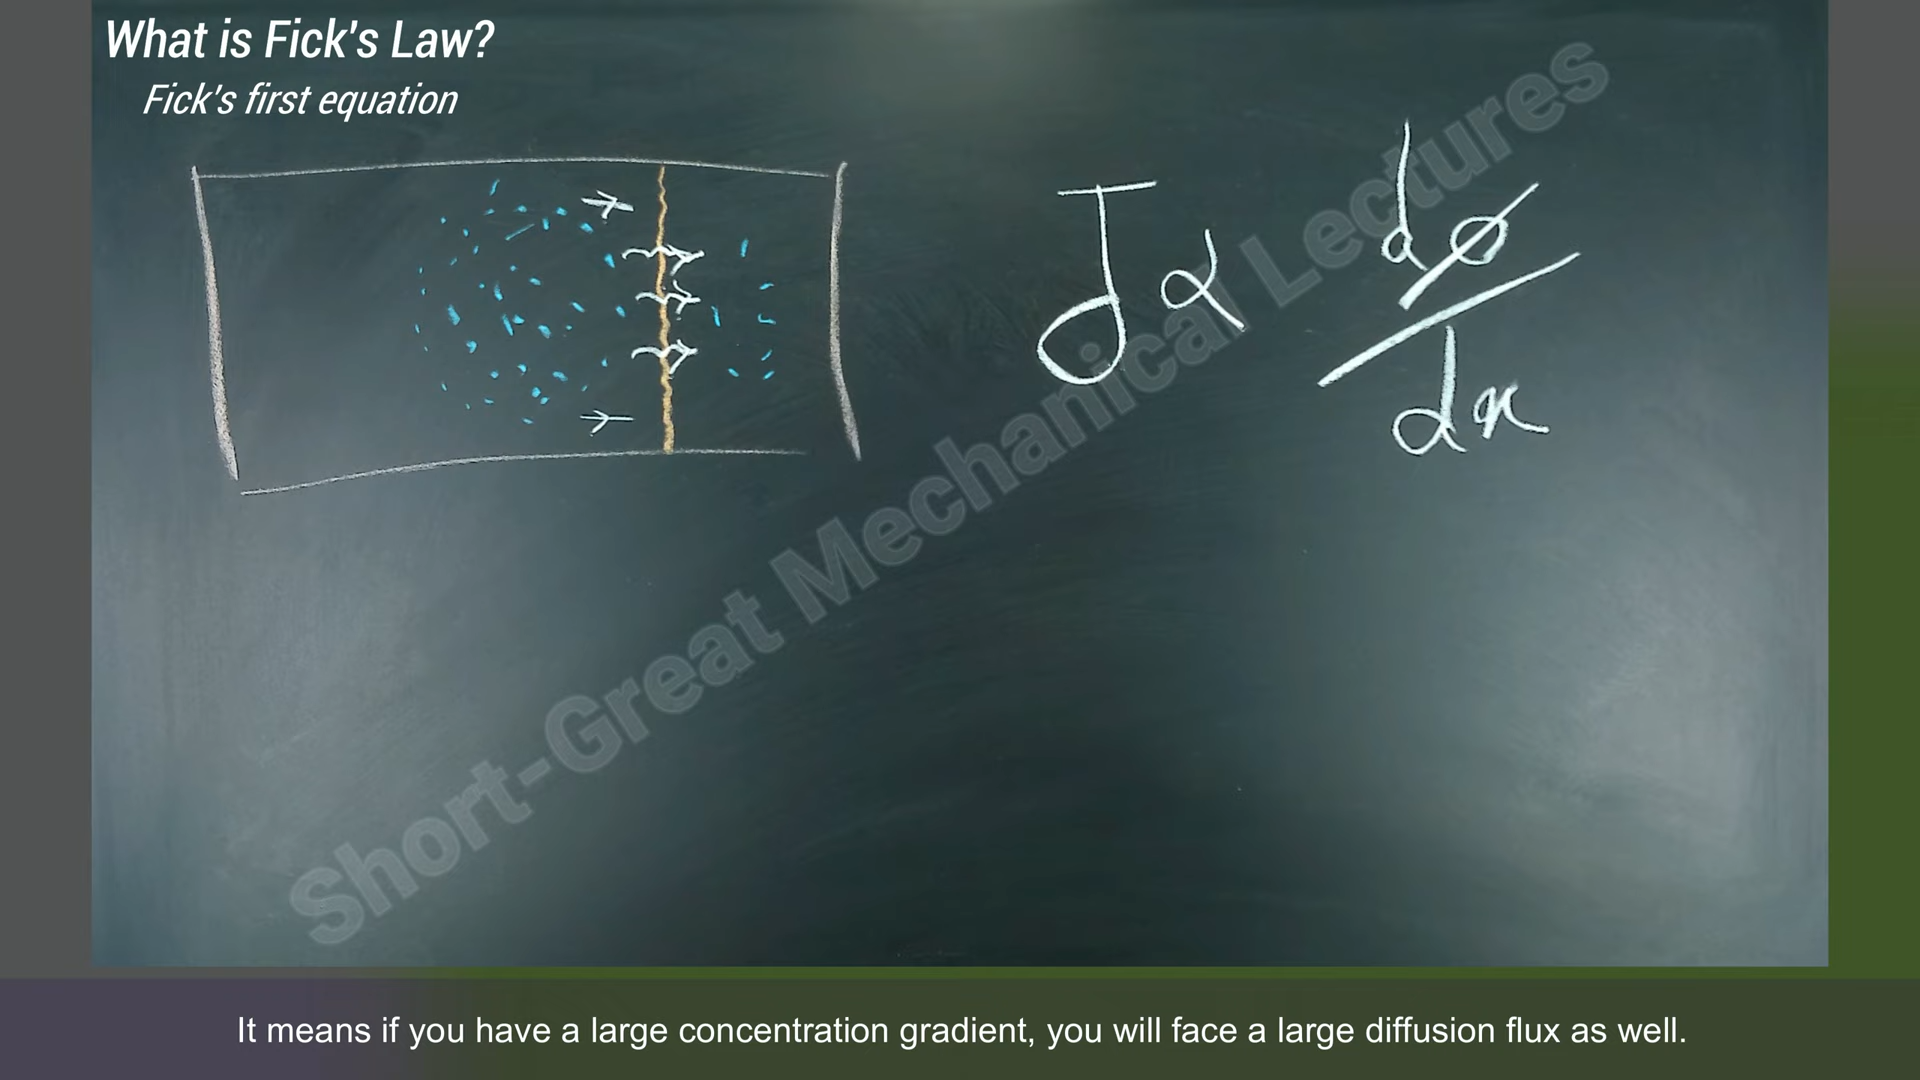 What is Fick's Law?
Fick's first equation
J α dø/dx
Short-Great Mechanical Lectures
It means if you have a large concentration gradient, you will face a large diffusion flux as well.